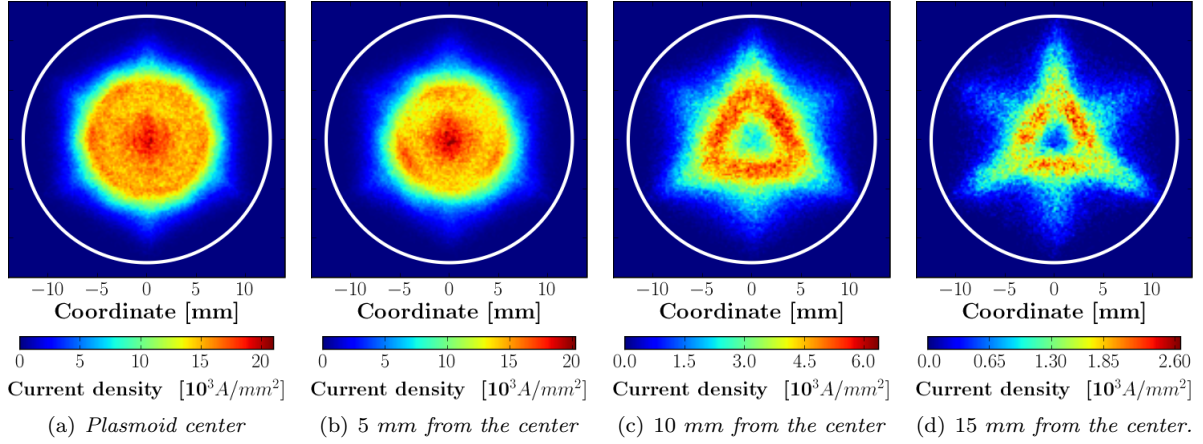 −10 −5 0 5 10
Coordinate [mm]
0 5 10 15 20
Current density [10³A/mm²]
(a) Plasmoid center
−10 −5 0 5 10
Coordinate [mm]
0 5 10 15 20
Current density [10³A/mm²]
(b) 5 mm from the center
−10 −5 0 5 10
Coordinate [mm]
0.0 1.5 3.0 4.5 6.0
Current density [10³A/mm²]
(c) 10 mm from the center
−10 −5 0 5 10
Coordinate [mm]
0.0 0.65 1.30 1.85 2.60
Current density [10³A/mm²]
(d) 15 mm from the center.